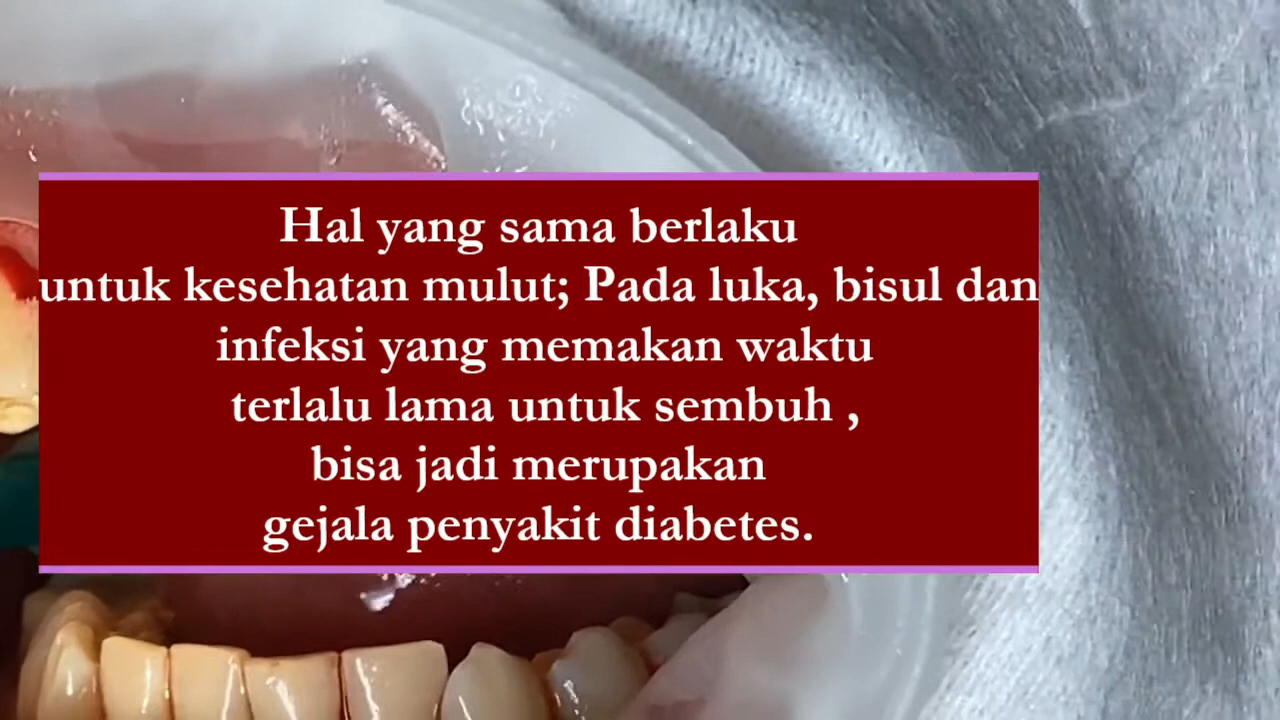 Hal yang sama berlaku
untuk kesehatan mulut; Pada luka, bisul dan
infeksi yang memakan waktu
terlalu lama untuk sembuh ,
bisa jadi merupakan
gejala penyakit diabetes.